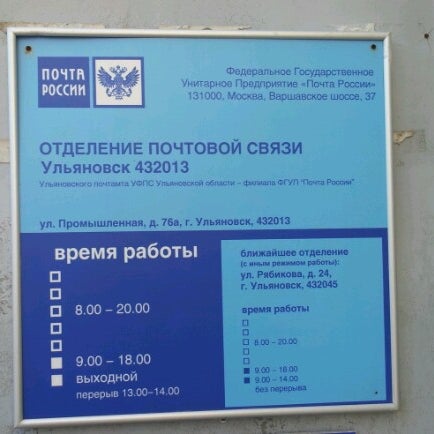 ПОЧТА
РОССИИ
Федеральное Государственное
Унитарное Предприятие «Почта России»
131000, Москва, Варшавское шоссе, 37
ОТДЕЛЕНИЕ ПОЧТОВОЙ СВЯЗИ
Ульяновск 432013
Ульяновского почтамта УФПС Ульяновской области – филиала ФГУП "Почта России"
ул. Промышленная, д. 76а, г. Ульяновск, 432013
время работы
8.00 – 20.00
9.00 – 18.00
выходной
перерыв 13.00–14.00
ближайшее отделение
(с иным режимом работы):
ул. Рябикова, д. 24,
г. Ульяновск, 432045
время работы
8.00 – 20.00
9.00 – 18.00
9.00 – 14.00
без перерыва